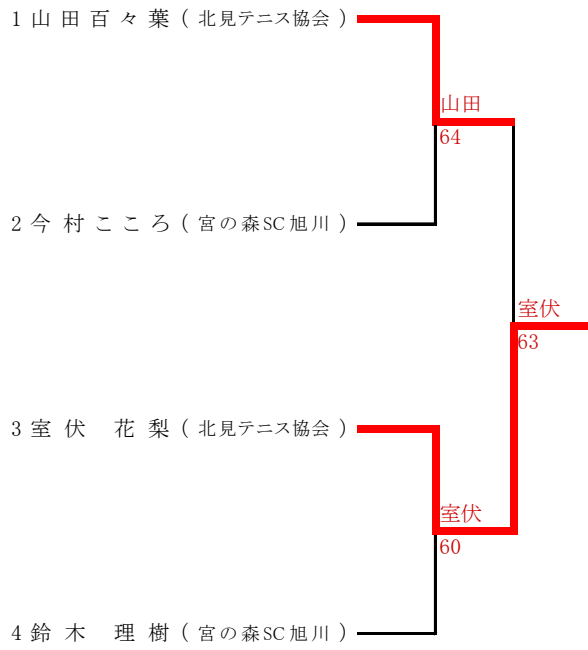 1 山田百々葉 ( 北見テニス協会 )
山田
64
2 今村こころ ( 宮の森SC旭川 )
室伏
63
3 室伏 花梨 ( 北見テニス協会 )
室伏
60
4 鈴木 理樹 ( 宮の森SC旭川 )